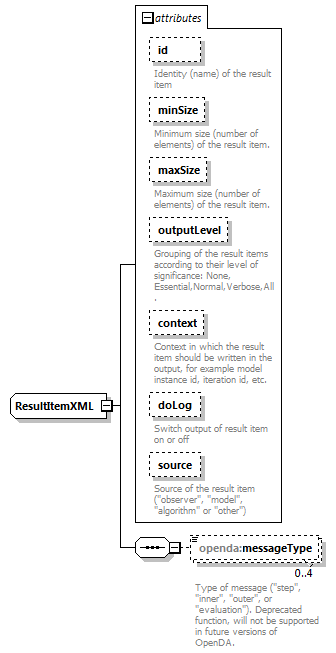 attributes
id
Identity (name) of the result
item
minSize
Minimum size (number of
elements) of the result item.
maxSize
Maximum size (number of
elements) of the result item.
outputLevel
Grouping of the result items
according to their level of
significance: None,
Essential,Normal,Verbose,All
.
context
Context in which the result
item should be written in the
output, for example model
instance id, iteration id, etc.
ResultItemXML
doLog
Switch output of result item
on or off
source
Source of the result item
("observer", "model",
"algorithm" or "other")
openda:messageType
0..4
Type of message ("step",
"inner", "outer", or
"evaluation"). Deprecated
function, will not be supported
in future versions of
OpenDA.